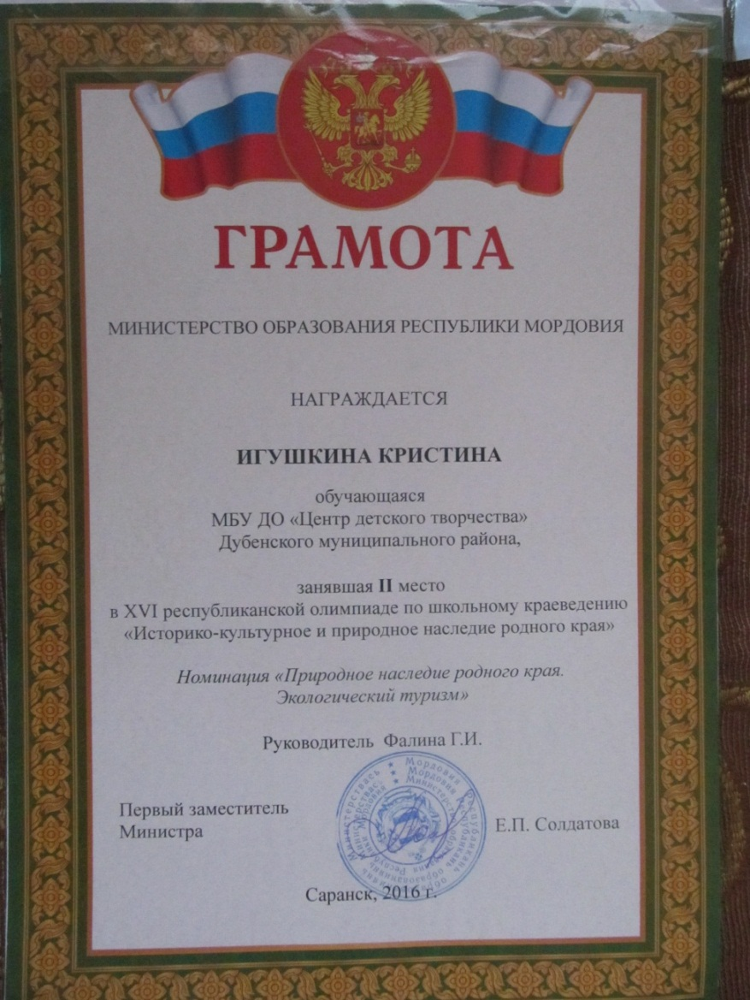 ГРАМОТА
МИНИСТЕРСТВО ОБРАЗОВАНИЯ РЕСПУБЛИКИ МОРДОВИЯ
НАГРАЖДАЕТСЯ
ИГУШКИНА КРИСТИНА
обучающаяся
МБУ ДО «Центр детского творчества»
Дубенского муниципального района,
занявшая II место
в XVI республиканской олимпиаде по школьному краеведению
«Историко-культурное и природное наследие родного края»
Номинация «Природное наследие родного края.
Экологический туризм»
Руководитель Фалина Г.И.
Первый заместитель
Министра
Е.П. Солдатова
Саранск, 2016 г.